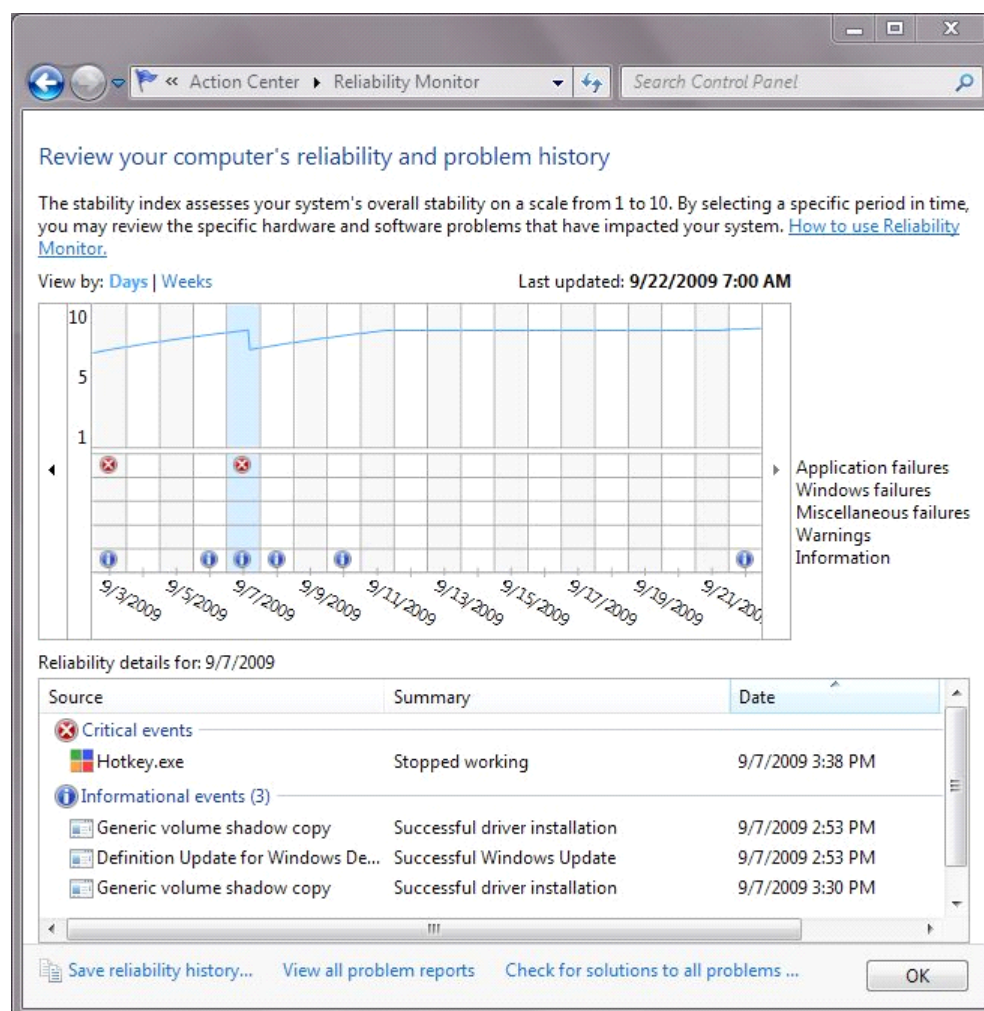 « Action Center Reliability Monitor Search Control Panel
Review your computer's reliability and problem history
The stability index assesses your system's overall stability on a scale from 1 to 10. By selecting a specific period in time,
you may review the specific hardware and software problems that have impacted your system. How to use Reliability
Monitor.
View by: Days | Weeks Last updated: 9/22/2009 7:00 AM
10
5
1
Application failures
Windows failures
Miscellaneous failures
Warnings
Information
9/3/2009 9/5/2009 9/7/2009 9/9/2009 9/11/2009 9/13/2009 9/15/2009 9/17/2009 9/19/2009 9/21/200
Reliability details for: 9/7/2009
Source Summary Date
Critical events
Hotkey.exe Stopped working 9/7/2009 3:38 PM
Informational events (3)
Generic volume shadow copy Successful driver installation 9/7/2009 2:53 PM
Definition Update for Windows De... Successful Windows Update 9/7/2009 2:53 PM
Generic volume shadow copy Successful driver installation 9/7/2009 3:30 PM
Save reliability history... View all problem reports Check for solutions to all problems ... OK